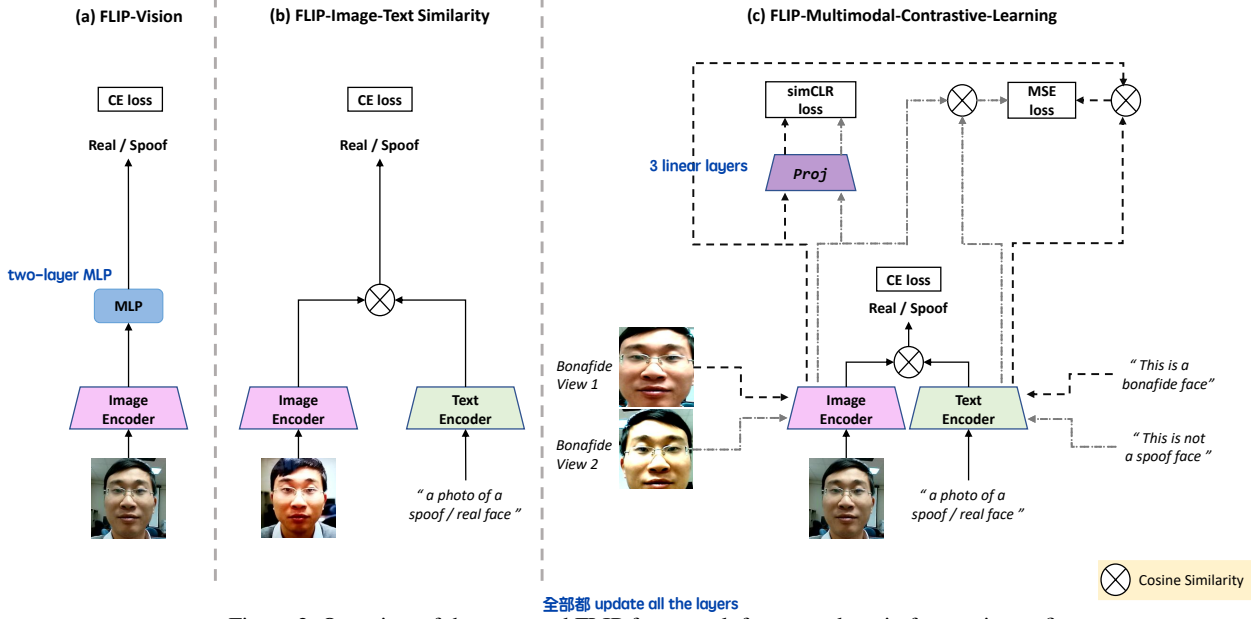 (a) FLIP-Vision
CE loss
Real / Spoof
two-layer MLP
MLP
Image
Encoder
(b) FLIP-Image-Text Similarity
CE loss
Real / Spoof
Image
Encoder
Text
Encoder
“ a photo of a
spoof / real face ”
(c) FLIP-Multimodal-Contrastive-Learning
simCLR
loss
MSE
loss
3 linear layers
Proj
CE loss
Real / Spoof
Bonafide
View 1
Bonafide
View 2
Image
Encoder
Text
Encoder
“ This is a
bonafide face”
“ This is not
a spoof face ”
“ a photo of a
spoof / real face ”
Cosine Similarity
全部都 update all the layers